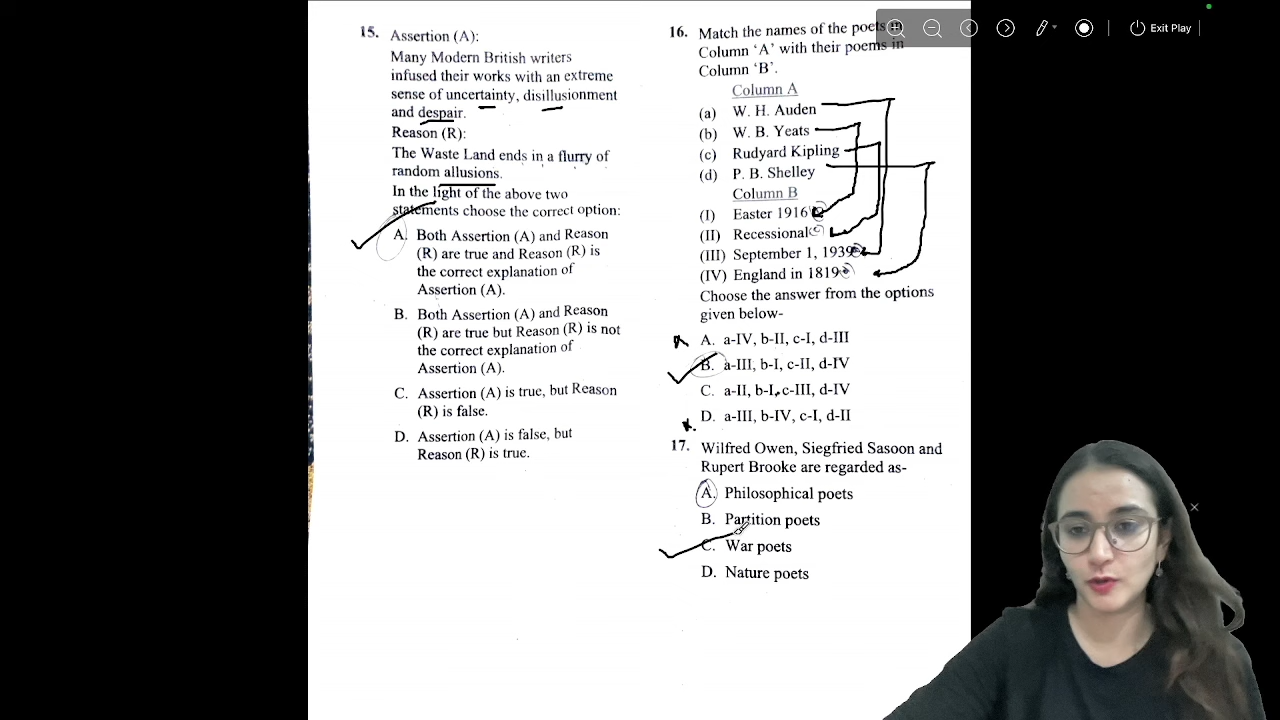 15. Assertion (A):
Many Modern British writers
infused their works with an extreme
sense of uncertainty, disillusionment
and despair.
Reason (R):
The Waste Land ends in a flurry of
random allusions.
In the light of the above two
statements choose the correct option:
A. Both Assertion (A) and Reason
(R) are true and Reason (R) is
the correct explanation of
Assertion (A).
B. Both Assertion (A) and Reason
(R) are true but Reason (R) is not
the correct explanation of
Assertion (A).
C. Assertion (A) is true, but Reason
(R) is false.
D. Assertion (A) is false, but
Reason (R) is true.
16. Match the names of the poets
Column 'A' with their poems in
Column 'B'.
Column A
(a) W. H. Auden
(b) W. B. Yeats
(c) Rudyard Kipling
(d) P. B. Shelley
Column B
(I) Easter 1916
(II) Recessional
(III) September 1, 1939
(IV) England in 1819
Choose the answer from the options
given below-
A. a-IV, b-II, c-I, d-III
B. a-III, b-I, c-II, d-IV
C. a-II, b-I, c-III, d-IV
D. a-III, b-IV, c-I, d-II
17. Wilfred Owen, Siegfried Sasoon and
Rupert Brooke are regarded as-
A. Philosophical poets
B. Partition poets
C. War poets
D. Nature poets
Exit Play